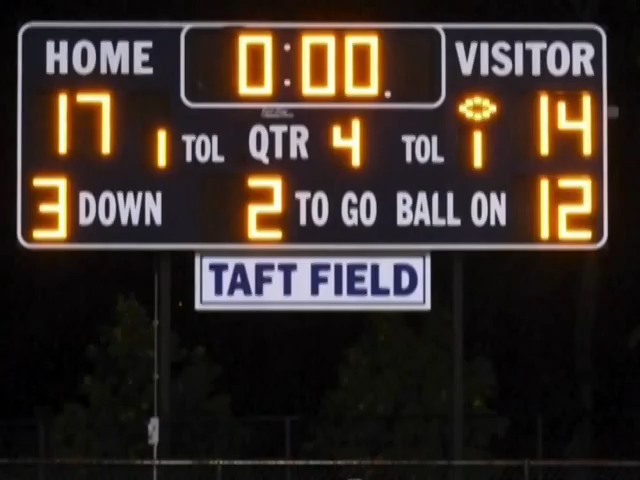 HOME 0:00 VISITOR
17 1 TOL QTR 4 TOL 1 14
3 DOWN 2 TO GO BALL ON 12
TAFT FIELD